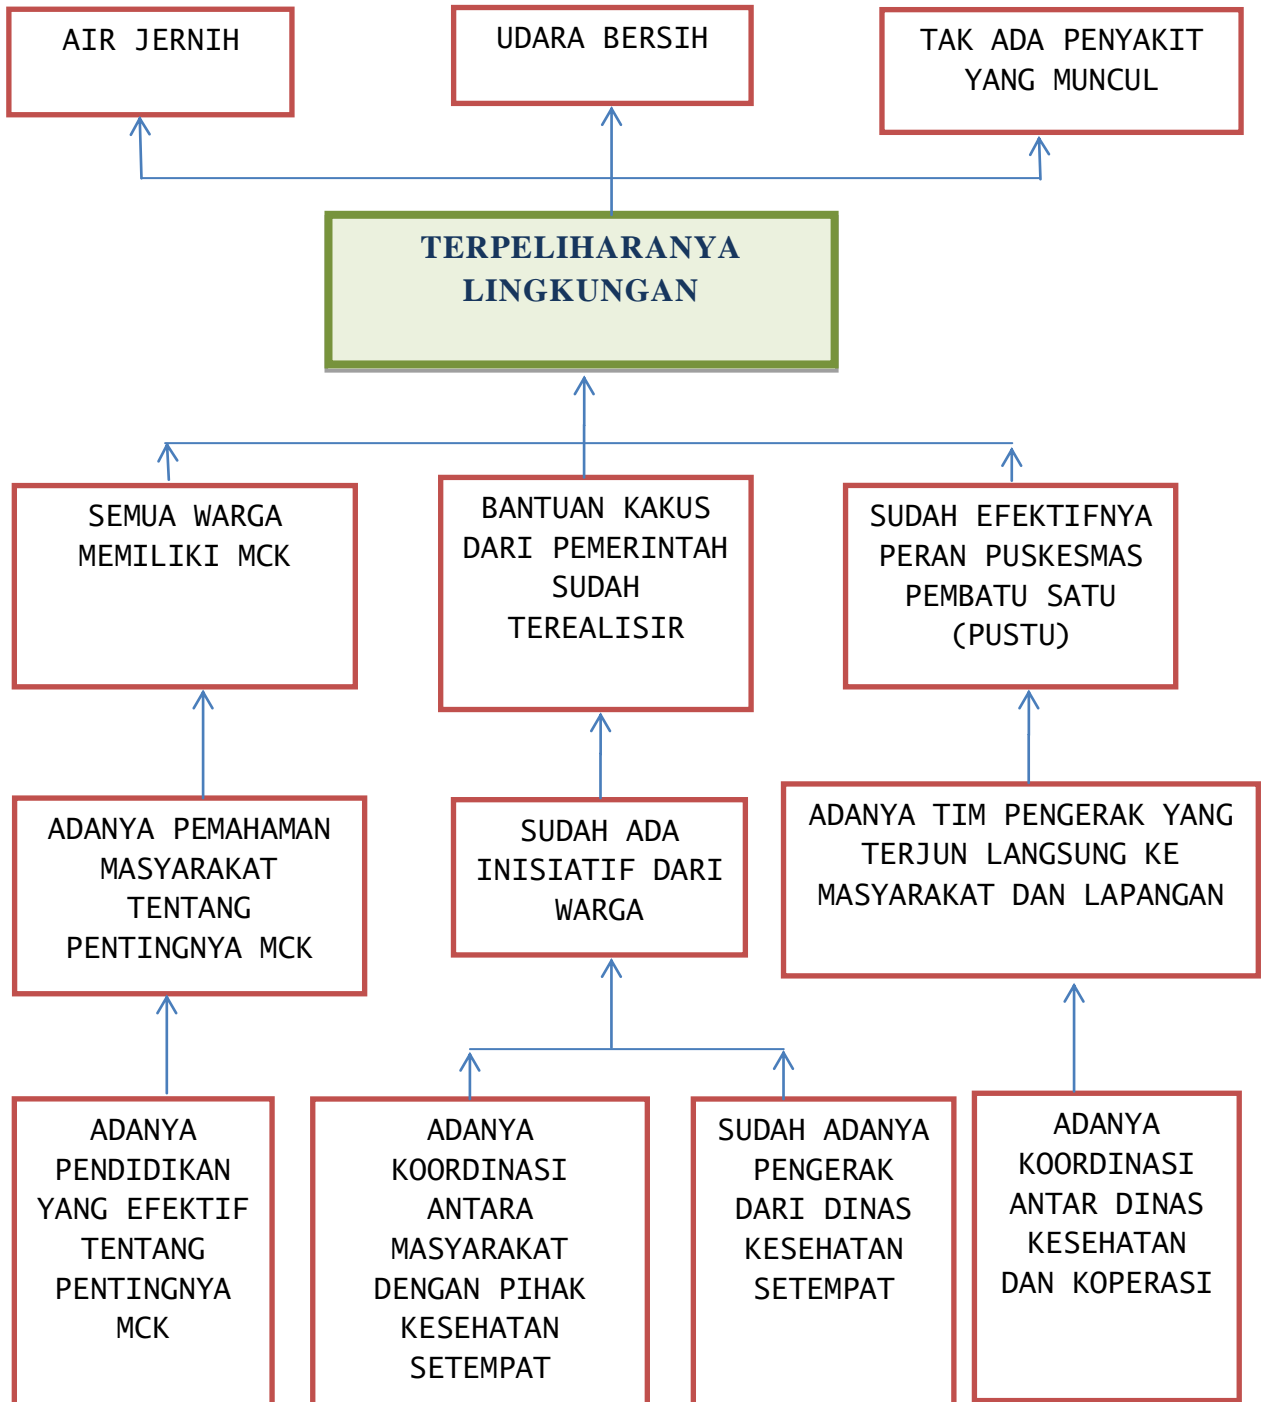 AIR JERNIH
UDARA BERSIH
TAK ADA PENYAKIT
YANG MUNCUL
TERPELIHARANYA
LINGKUNGAN
SEMUA WARGA
MEMILIKI MCK
BANTUAN KAKUS
DARI PEMERINTAH
SUDAH
TEREALISIR
SUDAH EFEKTIFNYA
PERAN PUSKESMAS
PEMBATU SATU
(PUSTU)
ADANYA PEMAHAMAN
MASYARAKAT
TENTANG
PENTINGNYA MCK
SUDAH ADA
INISIATIF DARI
WARGA
ADANYA TIM PENGERAK YANG
TERJUN LANGSUNG KE
MASYARAKAT DAN LAPANGAN
ADANYA
PENDIDIKAN
YANG EFEKTIF
TENTANG
PENTINGNYA
MCK
ADANYA
KOORDINASI
ANTARA
MASYARAKAT
DENGAN PIHAK
KESEHATAN
SETEMPAT
SUDAH ADANYA
PENGERAK
DARI DINAS
KESEHATAN
SETEMPAT
ADANYA
KOORDINASI
ANTAR DINAS
KESEHATAN
DAN KOPERASI